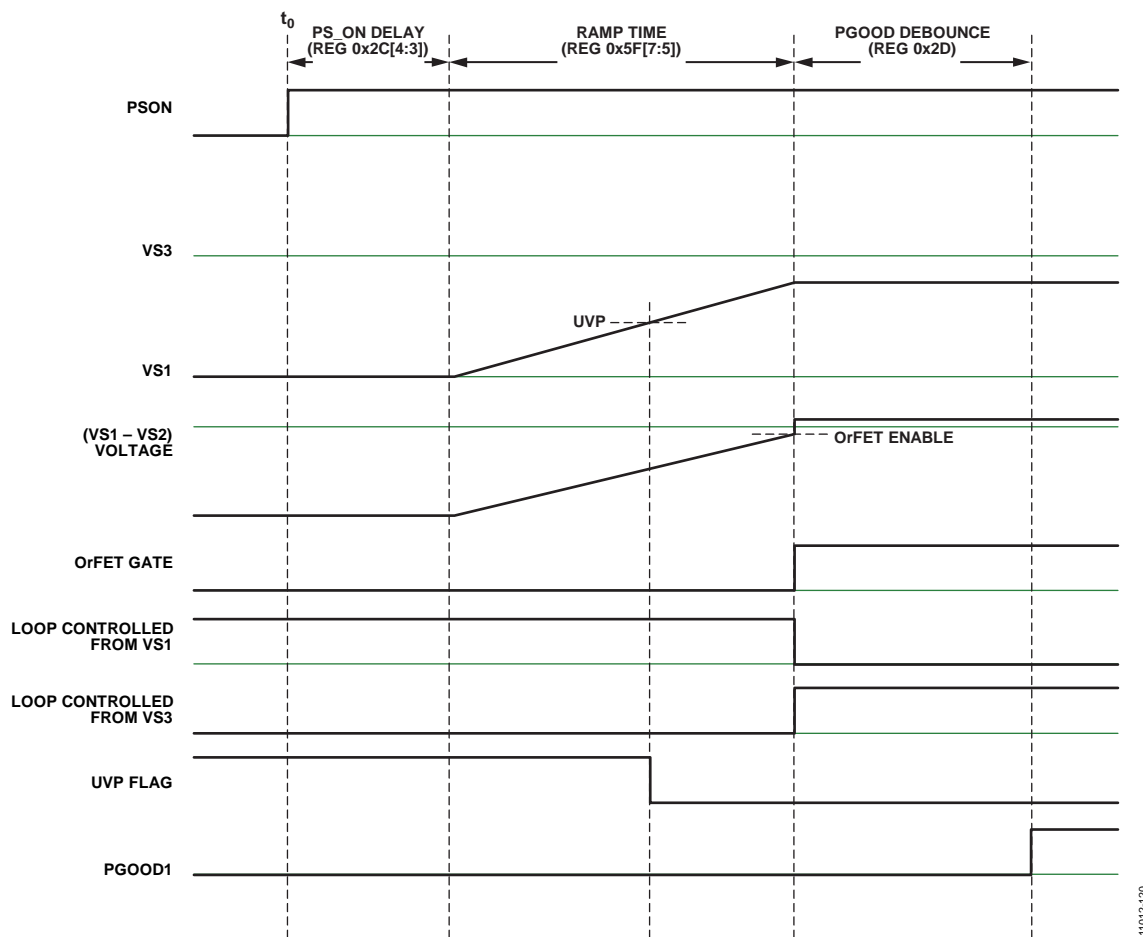 t0
PS_ON DELAY
(REG 0x2C[4:3])
RAMP TIME
(REG 0x5F[7:5])
PGOOD DEBOUNCE
(REG 0x2D)
PSON
VS3
UVP
VS1
(VS1 – VS2)
VOLTAGE
OrFET ENABLE
OrFET GATE
LOOP CONTROLLED
FROM VS1
LOOP CONTROLLED
FROM VS3
UVP FLAG
PGOOD1